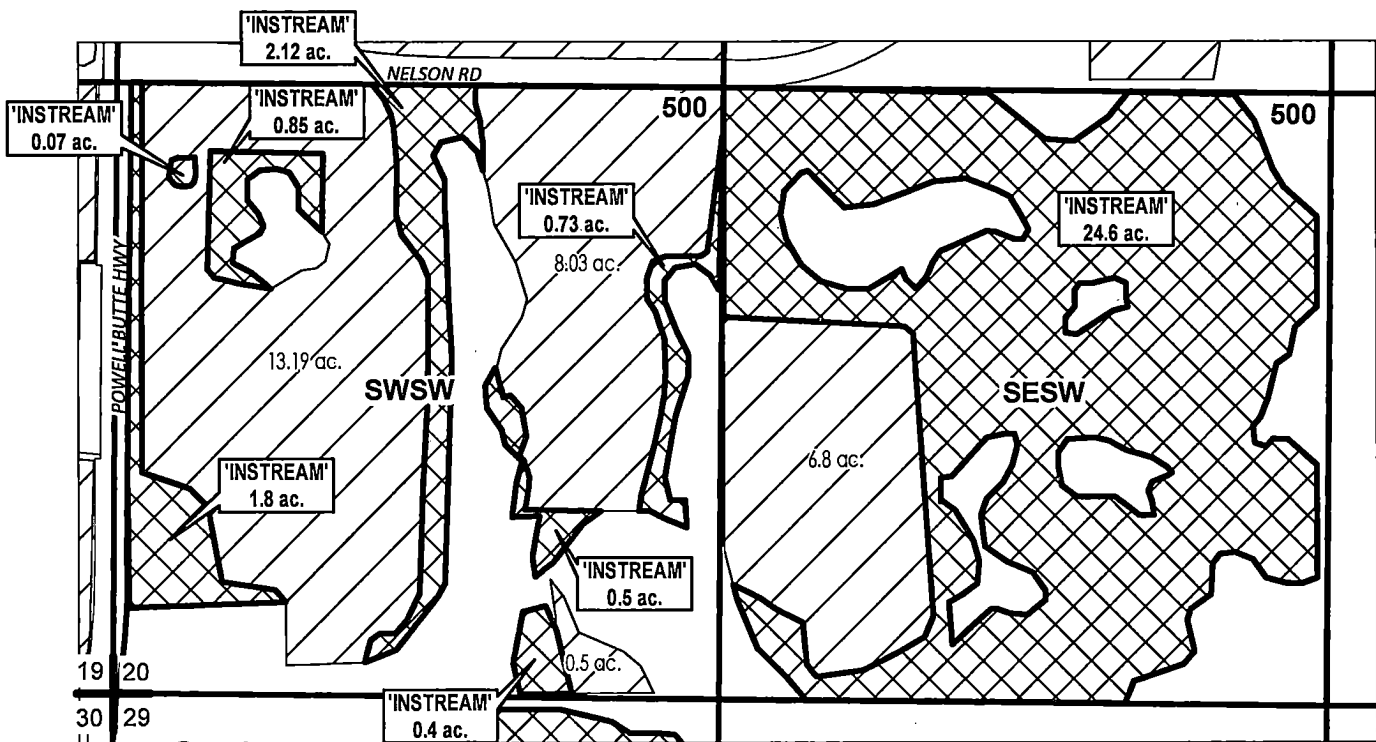 'INSTREAM'
2.12 ac.
NELSON RD
'INSTREAM'
0.85 ac.
'INSTREAM'
0.07 ac.
500
500
'INSTREAM'
0.73 ac.
'INSTREAM'
24.6 ac.
8.03 ac.
POWELL BUTTE HWY
13.19 ac.
SWSW
SESW
6.8 ac.
'INSTREAM'
1.8 ac.
'INSTREAM'
0.5 ac.
0.5 ac.
19 20
30 29
'INSTREAM'
0.4 ac.